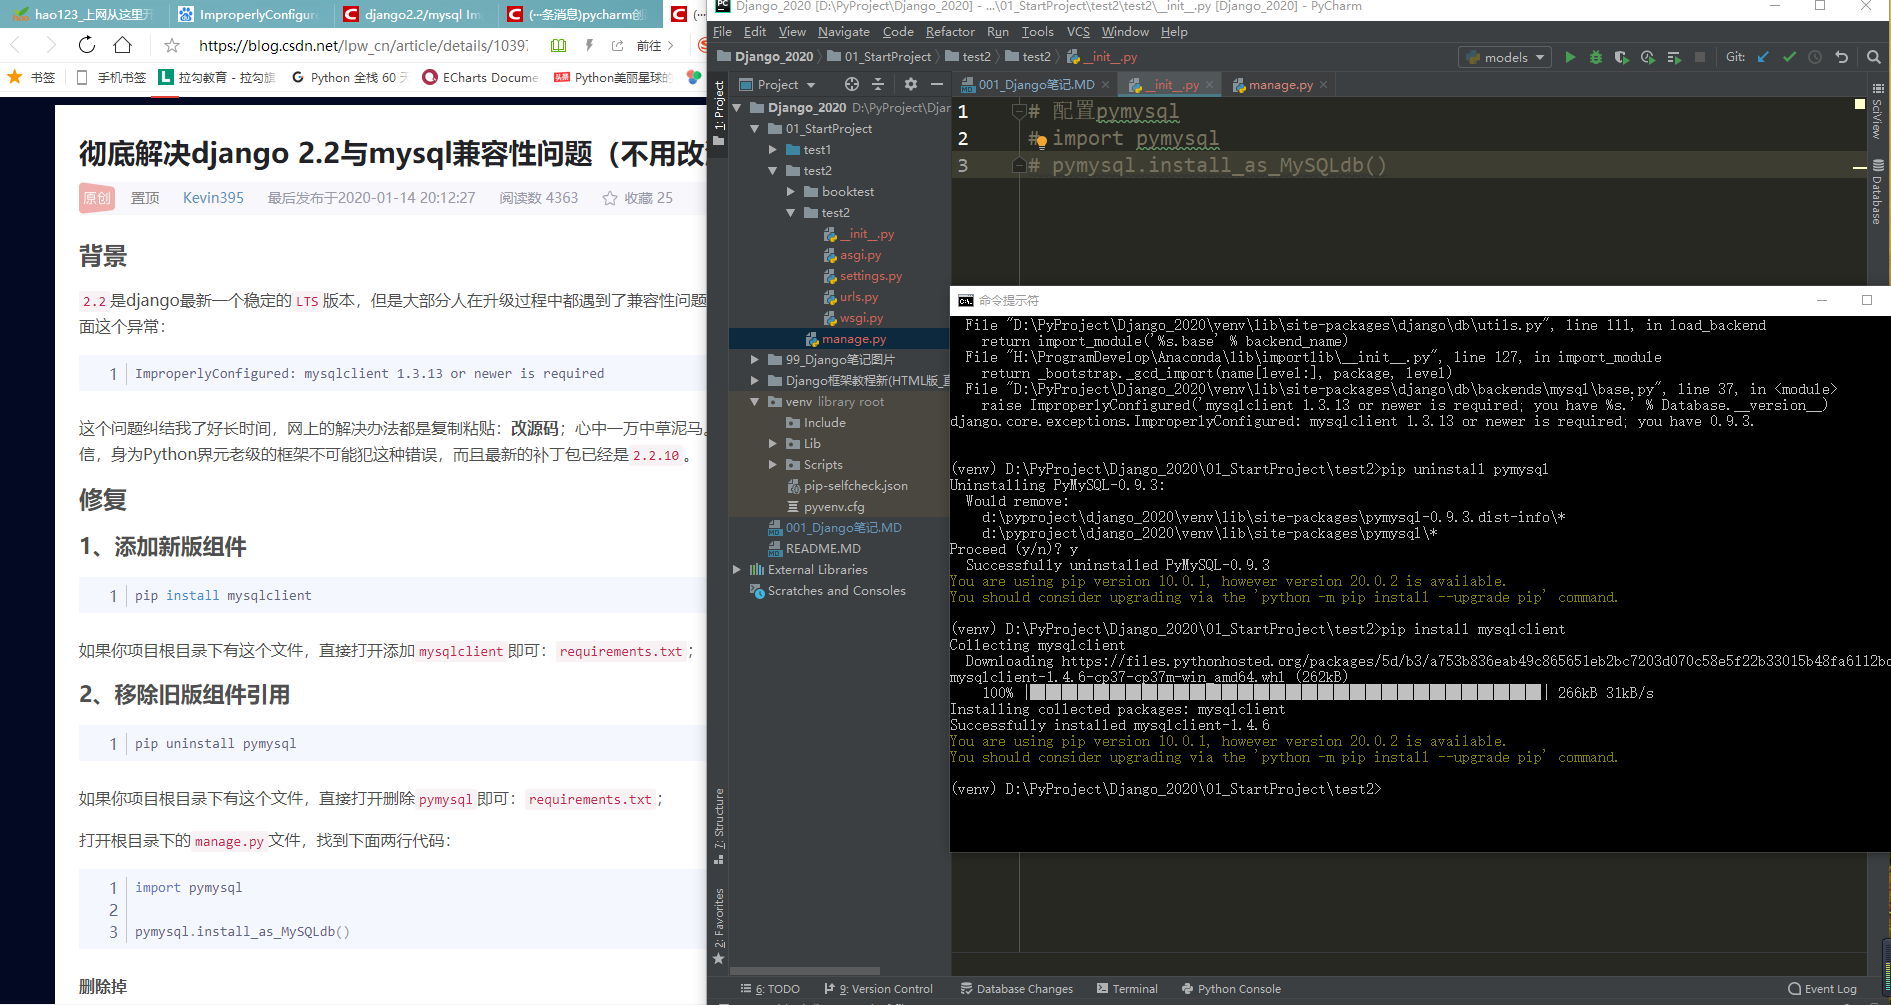 hao123_上网从这里开
ImproperlyConfigur
django2.2/mysql Im
(···条消息)pycharm创
(···
https://blog.csdn.net/lpw_cn/article/details/1039
前往
书签
手机书签
拉勾教育 - 拉勾旗
Python 全栈 60 天
ECharts Docume
Python美丽星球的
彻底解决django 2.2与mysql兼容性问题（不用改
原创 置顶 Kevin395 最后发布于2020-01-14 20:12:27 阅读数 4363 收藏 25
背景
2.2 是django最新一个稳定的 LTS 版本，但是大部分人在升级过程中都遇到了兼容性问题
面这个异常：
1 ImproperlyConfigured: mysqlclient 1.3.13 or newer is required
这个问题纠结我了好长时间，网上的解决办法都是复制粘贴：改源码；心中一万中草泥马。
信，身为Python界元老级的框架不可能犯这种错误，而且最新的补丁包已经是 2.2.10 。
修复
1、添加新版组件
1 pip install mysqlclient
如果你项目根目录下有这个文件，直接打开添加 mysqlclient 即可： requirements.txt ；
2、移除旧版组件引用
1 pip uninstall pymysql
如果你项目根目录下有这个文件，直接打开删除 pymysql 即可： requirements.txt ；
打开根目录下的 manage.py 文件，找到下面两行代码：
1 import pymysql
2
3 pymysql.install_as_MySQLdb()
删除掉
Django_2020 [D:\PyProject\Django_2020] - ...\01_StartProject\test2\test2\__init__.py [Django_2020] - PyCharm
File Edit View Navigate Code Refactor Run Tools VCS Window Help
Django_2020 01_StartProject test2 test2 __init__.py
models
Git:
1: Project
Project
Django_2020 D:\PyProject\Djan
01_StartProject
test1
test2
booktest
test2
__init__.py
asgi.py
settings.py
urls.py
wsgi.py
manage.py
99_Django笔记图片
Django框架教程新(HTML版_直
venv library root
Include
Lib
Scripts
pip-selfcheck.json
pyvenv.cfg
001_Django笔记.MD
README.MD
External Libraries
Scratches and Consoles
7: Structure
2: Favorites
001_Django笔记.MD
__init__.py
manage.py
1 # 配置pymysql
2 # import pymysql
3 # pymysql.install_as_MySQLdb()
SciView
Database
命令提示符
File "D:\PyProject\Django_2020\venv\lib\site-packages\django\db\utils.py", line 111, in load_backend
return import_module('%s.base' % backend_name)
File "H:\ProgramDevelop\Anaconda\lib\importlib\__init__.py", line 127, in import_module
return _bootstrap._gcd_import(name[level:], package, level)
File "D:\PyProject\Django_2020\venv\lib\site-packages\django\db\backends\mysql\base.py", line 37, in <module>
raise ImproperlyConfigured('mysqlclient 1.3.13 or newer is required; you have %s.' % Database.__version__)
django.core.exceptions.ImproperlyConfigured: mysqlclient 1.3.13 or newer is required; you have 0.9.3.
(venv) D:\PyProject\Django_2020\01_StartProject\test2>pip uninstall pymysql
Uninstalling PyMySQL-0.9.3:
Would remove:
d:\pyproject\django_2020\venv\lib\site-packages\pymysql-0.9.3.dist-info\*
d:\pyproject\django_2020\venv\lib\site-packages\pymysql\*
Proceed (y/n)? y
Successfully uninstalled PyMySQL-0.9.3
You are using pip version 10.0.1, however version 20.0.2 is available.
You should consider upgrading via the 'python -m pip install --upgrade pip' command.
(venv) D:\PyProject\Django_2020\01_StartProject\test2>pip install mysqlclient
Collecting mysqlclient
Downloading https://files.pythonhosted.org/packages/5d/b3/a753b836eab49c865651eb2bc7203d070c58e5f22b33015b48fa6112bc
mysqlclient-1.4.6-cp37-cp37m-win_amd64.whl (262kB)
100% 266kB 31kB/s
Installing collected packages: mysqlclient
Successfully installed mysqlclient-1.4.6
You are using pip version 10.0.1, however version 20.0.2 is available.
You should consider upgrading via the 'python -m pip install --upgrade pip' command.
(venv) D:\PyProject\Django_2020\01_StartProject\test2>
6: TODO 9: Version Control Database Changes Terminal Python Console Event Log